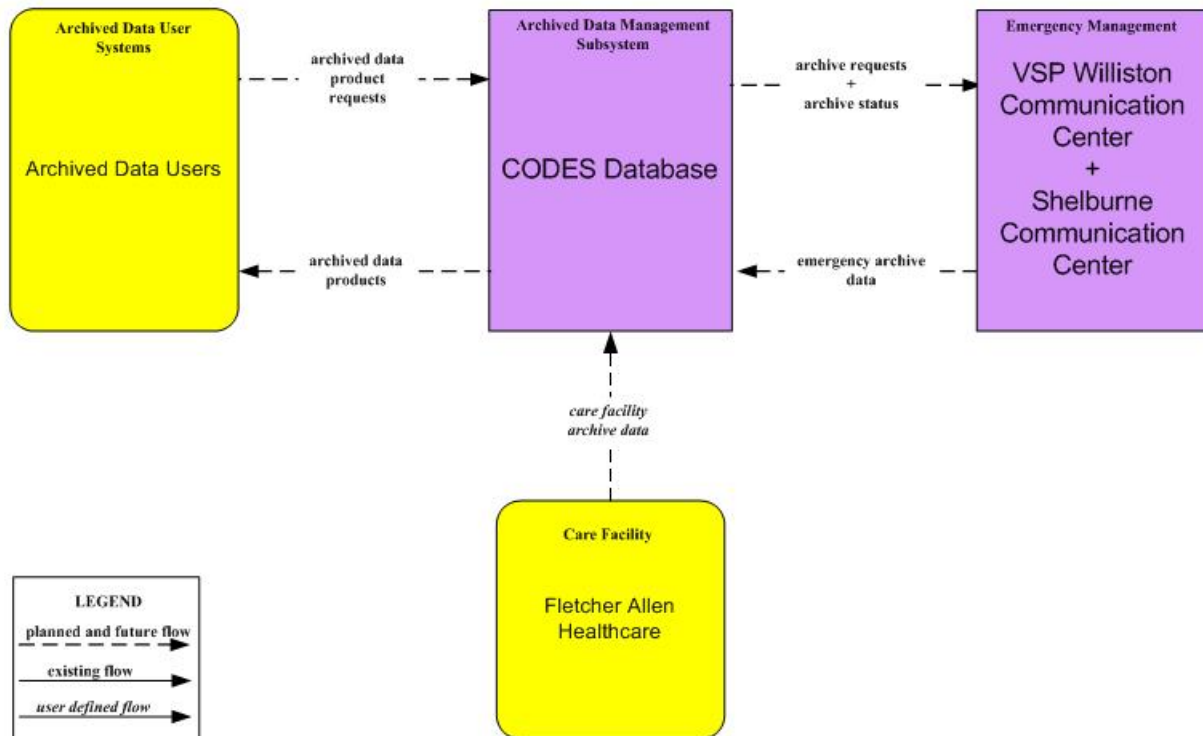 Archived Data User
Systems
Archived Data Users
archived data
product
requests
archived data
products
Archived Data Management
Subsystem
CODES Database
archive requests
+
archive status
emergency archive
data
Emergency Management
VSP Williston
Communication
Center
+
Shelburne
Communication
Center
care facility
archive data
Care Facility
Fletcher Allen
Healthcare
LEGEND
planned and future flow
existing flow
user defined flow